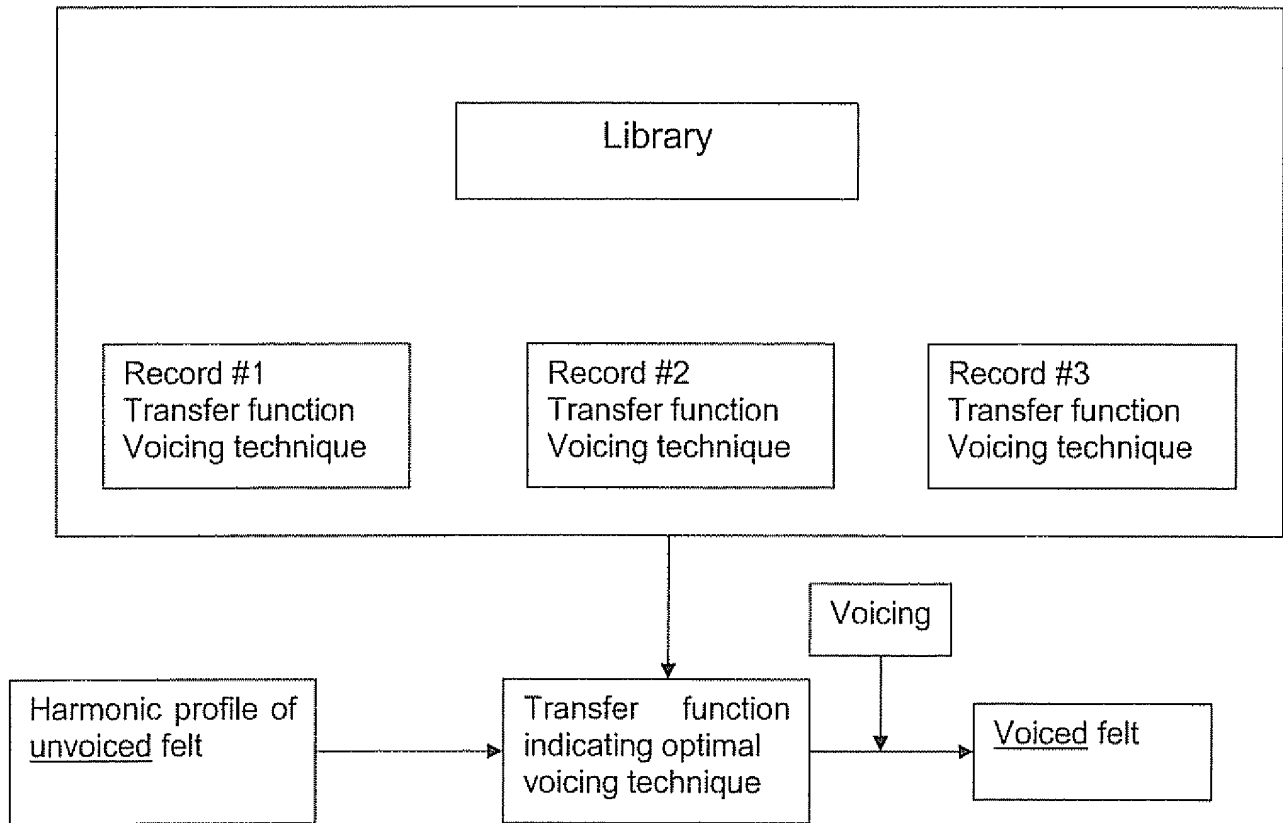 Library
Record #1
Transfer function
Voicing technique
Record #2
Transfer function
Voicing technique
Record #3
Transfer function
Voicing technique
Voicing
Harmonic profile of
unvoiced felt
Transfer function
indicating optimal
voicing technique
Voiced felt